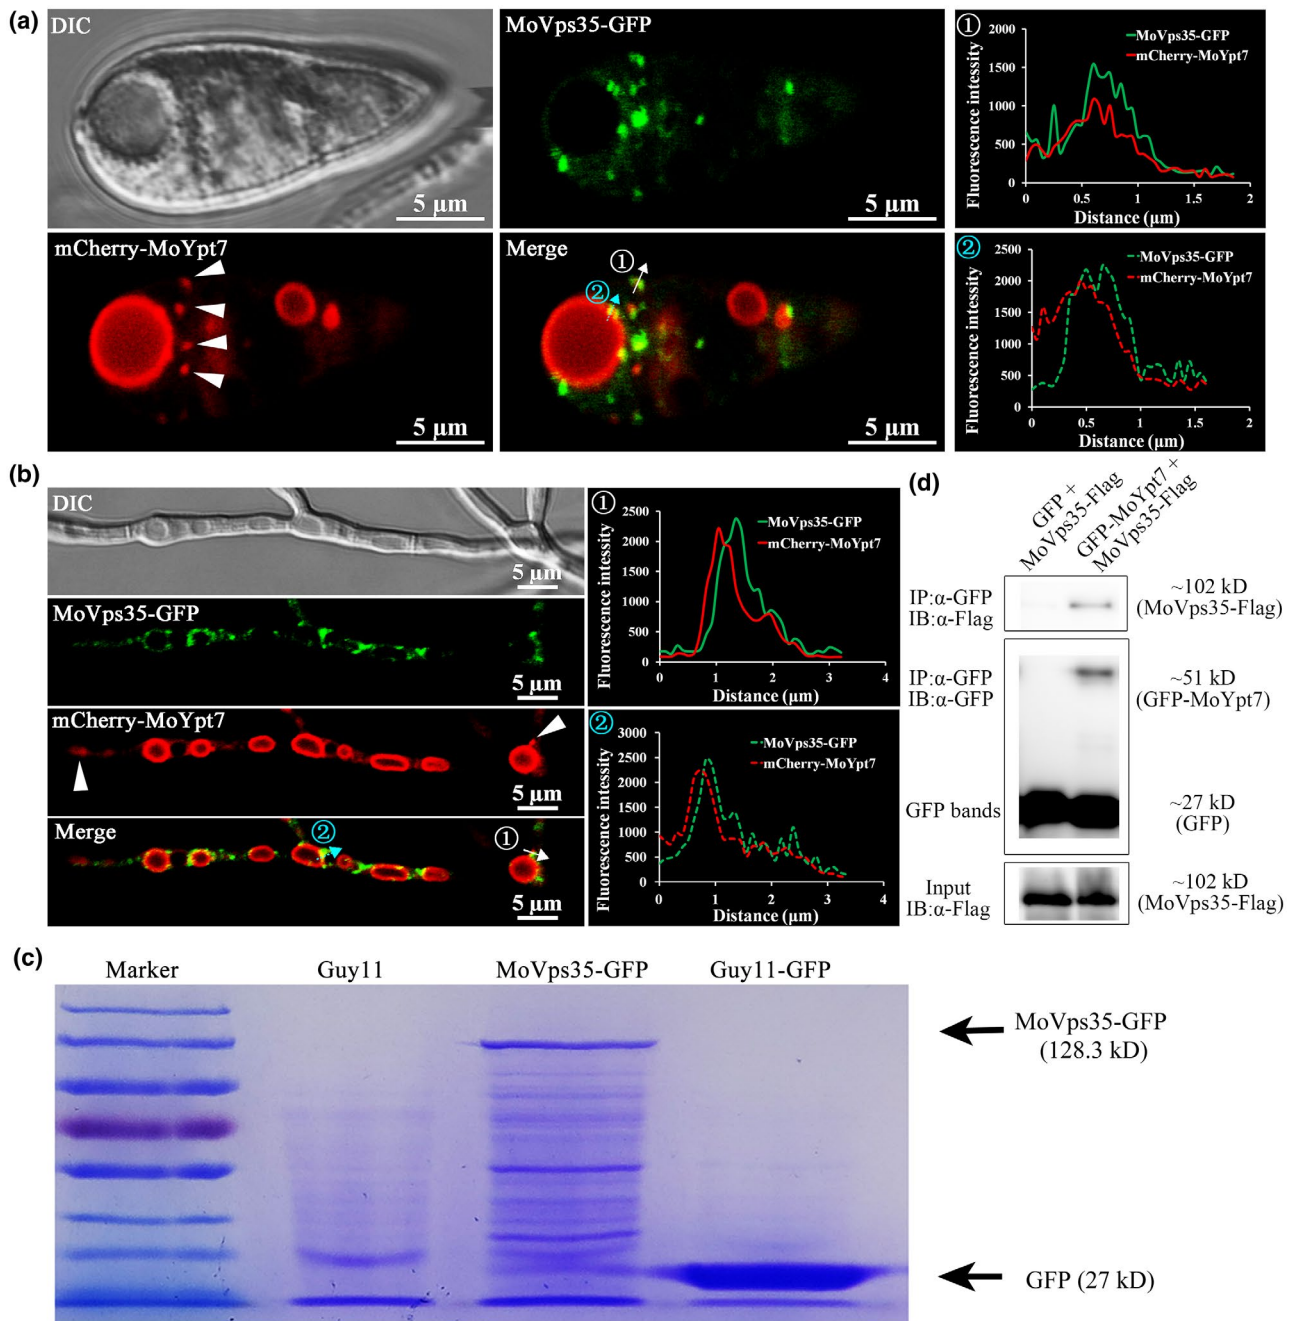 (a)
DIC
5 μm
MoVps35-GFP
5 μm
①
MoVps35-GFP
mCherry-MoYpt7
Fluorescence intessity
2000
1500
1000
500
0
0 0.5 1 1.5 2
Distance (μm)
mCherry-MoYpt7
5 μm
Merge
①
②
5 μm
②
MoVps35-GFP
mCherry-MoYpt7
Fluorescence intessity
2500
2000
1500
1000
500
0
0 0.5 1 1.5 2
Distance (μm)
(b)
DIC
5 μm
MoVps35-GFP
5 μm
mCherry-MoYpt7
5 μm
Merge
②
①
5 μm
①
MoVps35-GFP
mCherry-MoYpt7
Fluorescence intessity
2500
2000
1500
1000
500
0
0 1 2 3 4
Distance (μm)
②
MoVps35-GFP
mCherry-MoYpt7
Fluorescence intessity
3000
2500
2000
1500
1000
500
0
0 1 2 3 4
Distance (μm)
(d)
GFP +
MoVps35-Flag
GFP-MoYpt7 +
MoVps35-Flag
IP:α-GFP
IB:α-Flag
~102 kD
(MoVps35-Flag)
IP:α-GFP
IB:α-GFP
~51 kD
(GFP-MoYpt7)
GFP bands
~27 kD
(GFP)
Input
IB:α-Flag
~102 kD
(MoVps35-Flag)
(c)
Marker Guy11 MoVps35-GFP Guy11-GFP
MoVps35-GFP
(128.3 kD)
GFP (27 kD)